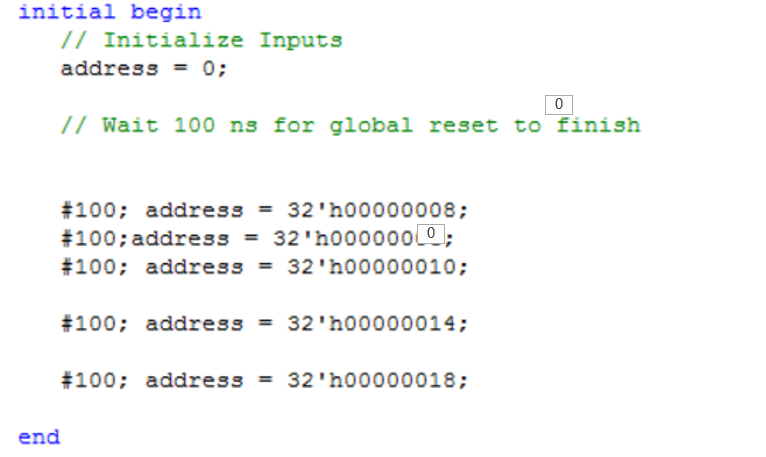 initial begin
// Initialize Inputs
address = 0;
0
// Wait 100 ns for global reset to finish
#100; address = 32'h00000008;
#100;address = 32'h000000 0 ;
#100; address = 32'h00000010;
#100; address = 32'h00000014;
#100; address = 32'h00000018;
end